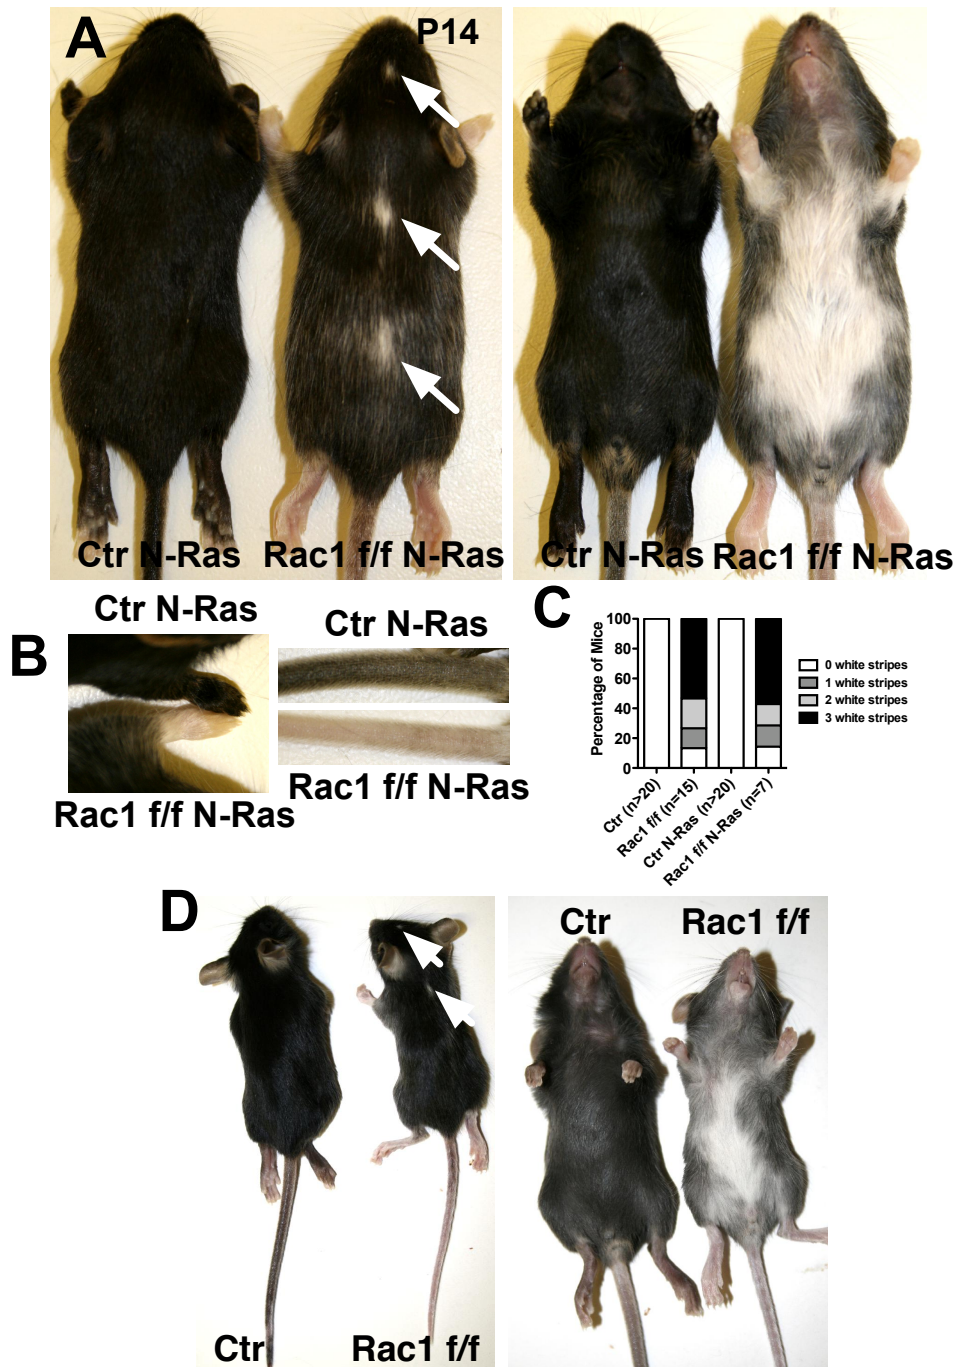 A
P14
Ctr N-Ras
Rac1 f/f N-Ras
Ctr N-Ras
Rac1 f/f N-Ras
B
Ctr N-Ras
Rac1 f/f N-Ras
Ctr N-Ras
Rac1 f/f N-Ras
C
Percentage of Mice
100
80
60
40
20
0
Ctr (n>20)
Rac1 f/f (n=15)
Ctr N-Ras (n>20)
Rac1 f/f N-Ras (n=7)
0 white stripes
1 white stripes
2 white stripes
3 white stripes
D
Ctr
Rac1 f/f
Ctr
Rac1 f/f